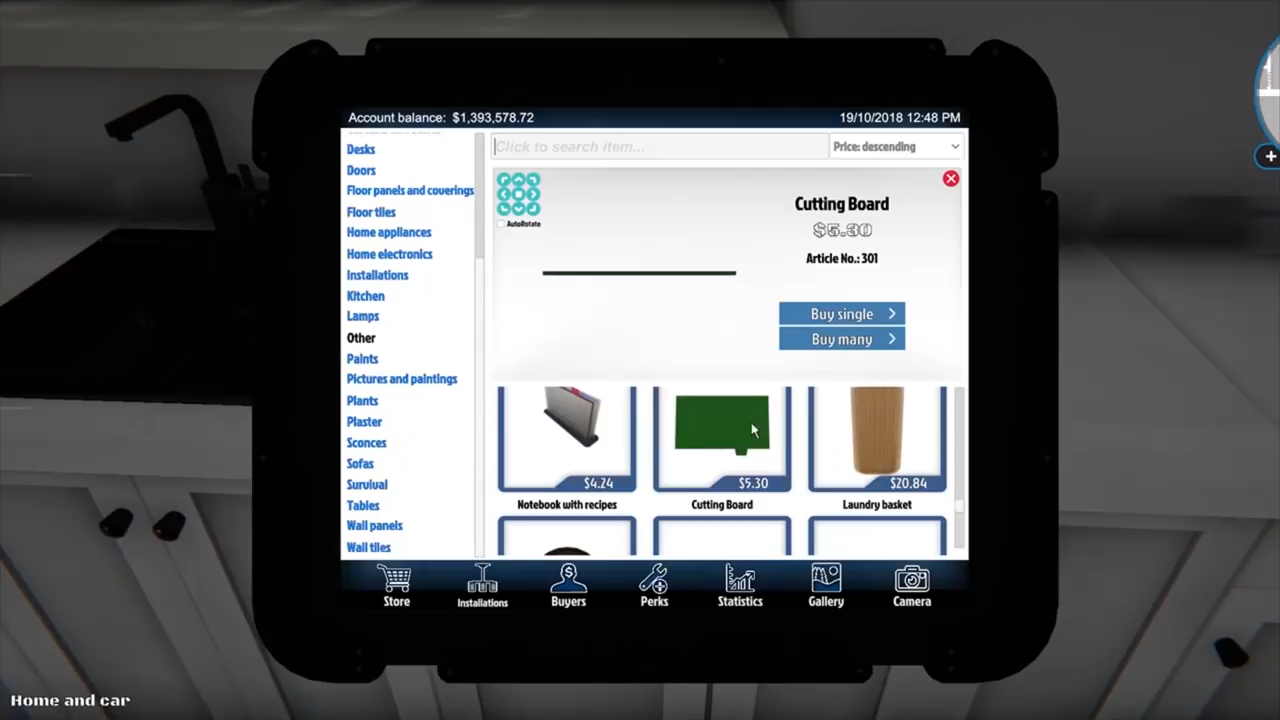 Account balance: $1,393,578.72
19/10/2018 12:48 PM
Desks
Doors
Floor panels and coverings
Floor tiles
Home appliances
Home electronics
Installations
Kitchen
Lamps
Other
Paints
Pictures and paintings
Plants
Plaster
Sconces
Sofas
Survival
Tables
Wall panels
Wall tiles
Click to search item...
Price: descending
AutoRotate
Cutting Board
$5.30
Article No.: 301
Buy single
Buy many
$4.24
$5.30
$20.84
Notebook with recipes
Cutting Board
Laundry basket
Store
Installations
Buyers
Perks
Statistics
Gallery
Camera
Home and car